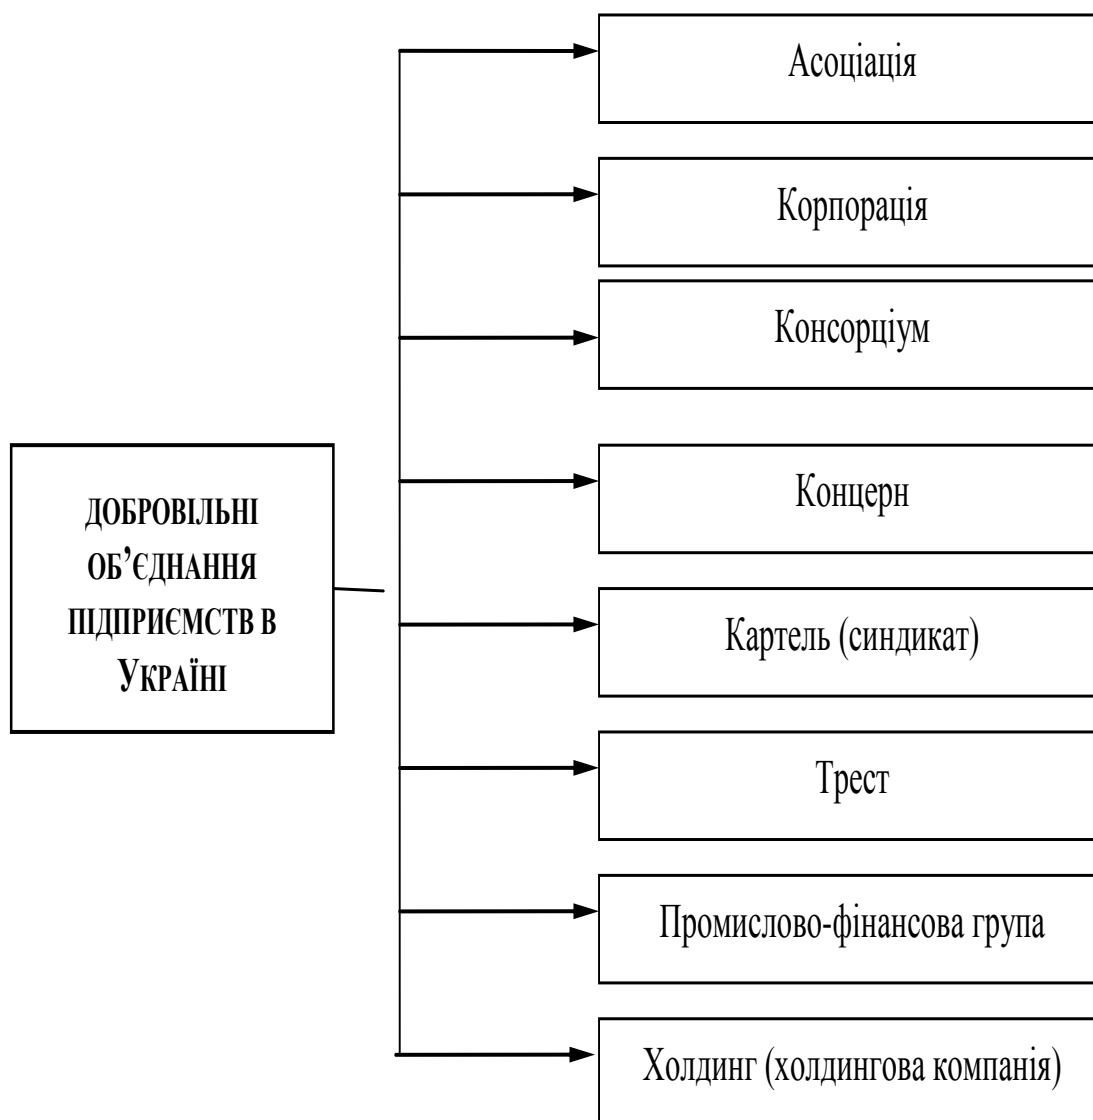 Асоціація
Корпорація
Консорціум
Концерн
ДОБРОВІЛЬНІ
ОБ’ЄДНАННЯ
ПІДПРИЄМСТВ В
УКРАЇНІ
Картель (синдикат)
Трест
Промислово-фінансова група
Холдинг (холдингова компанія)